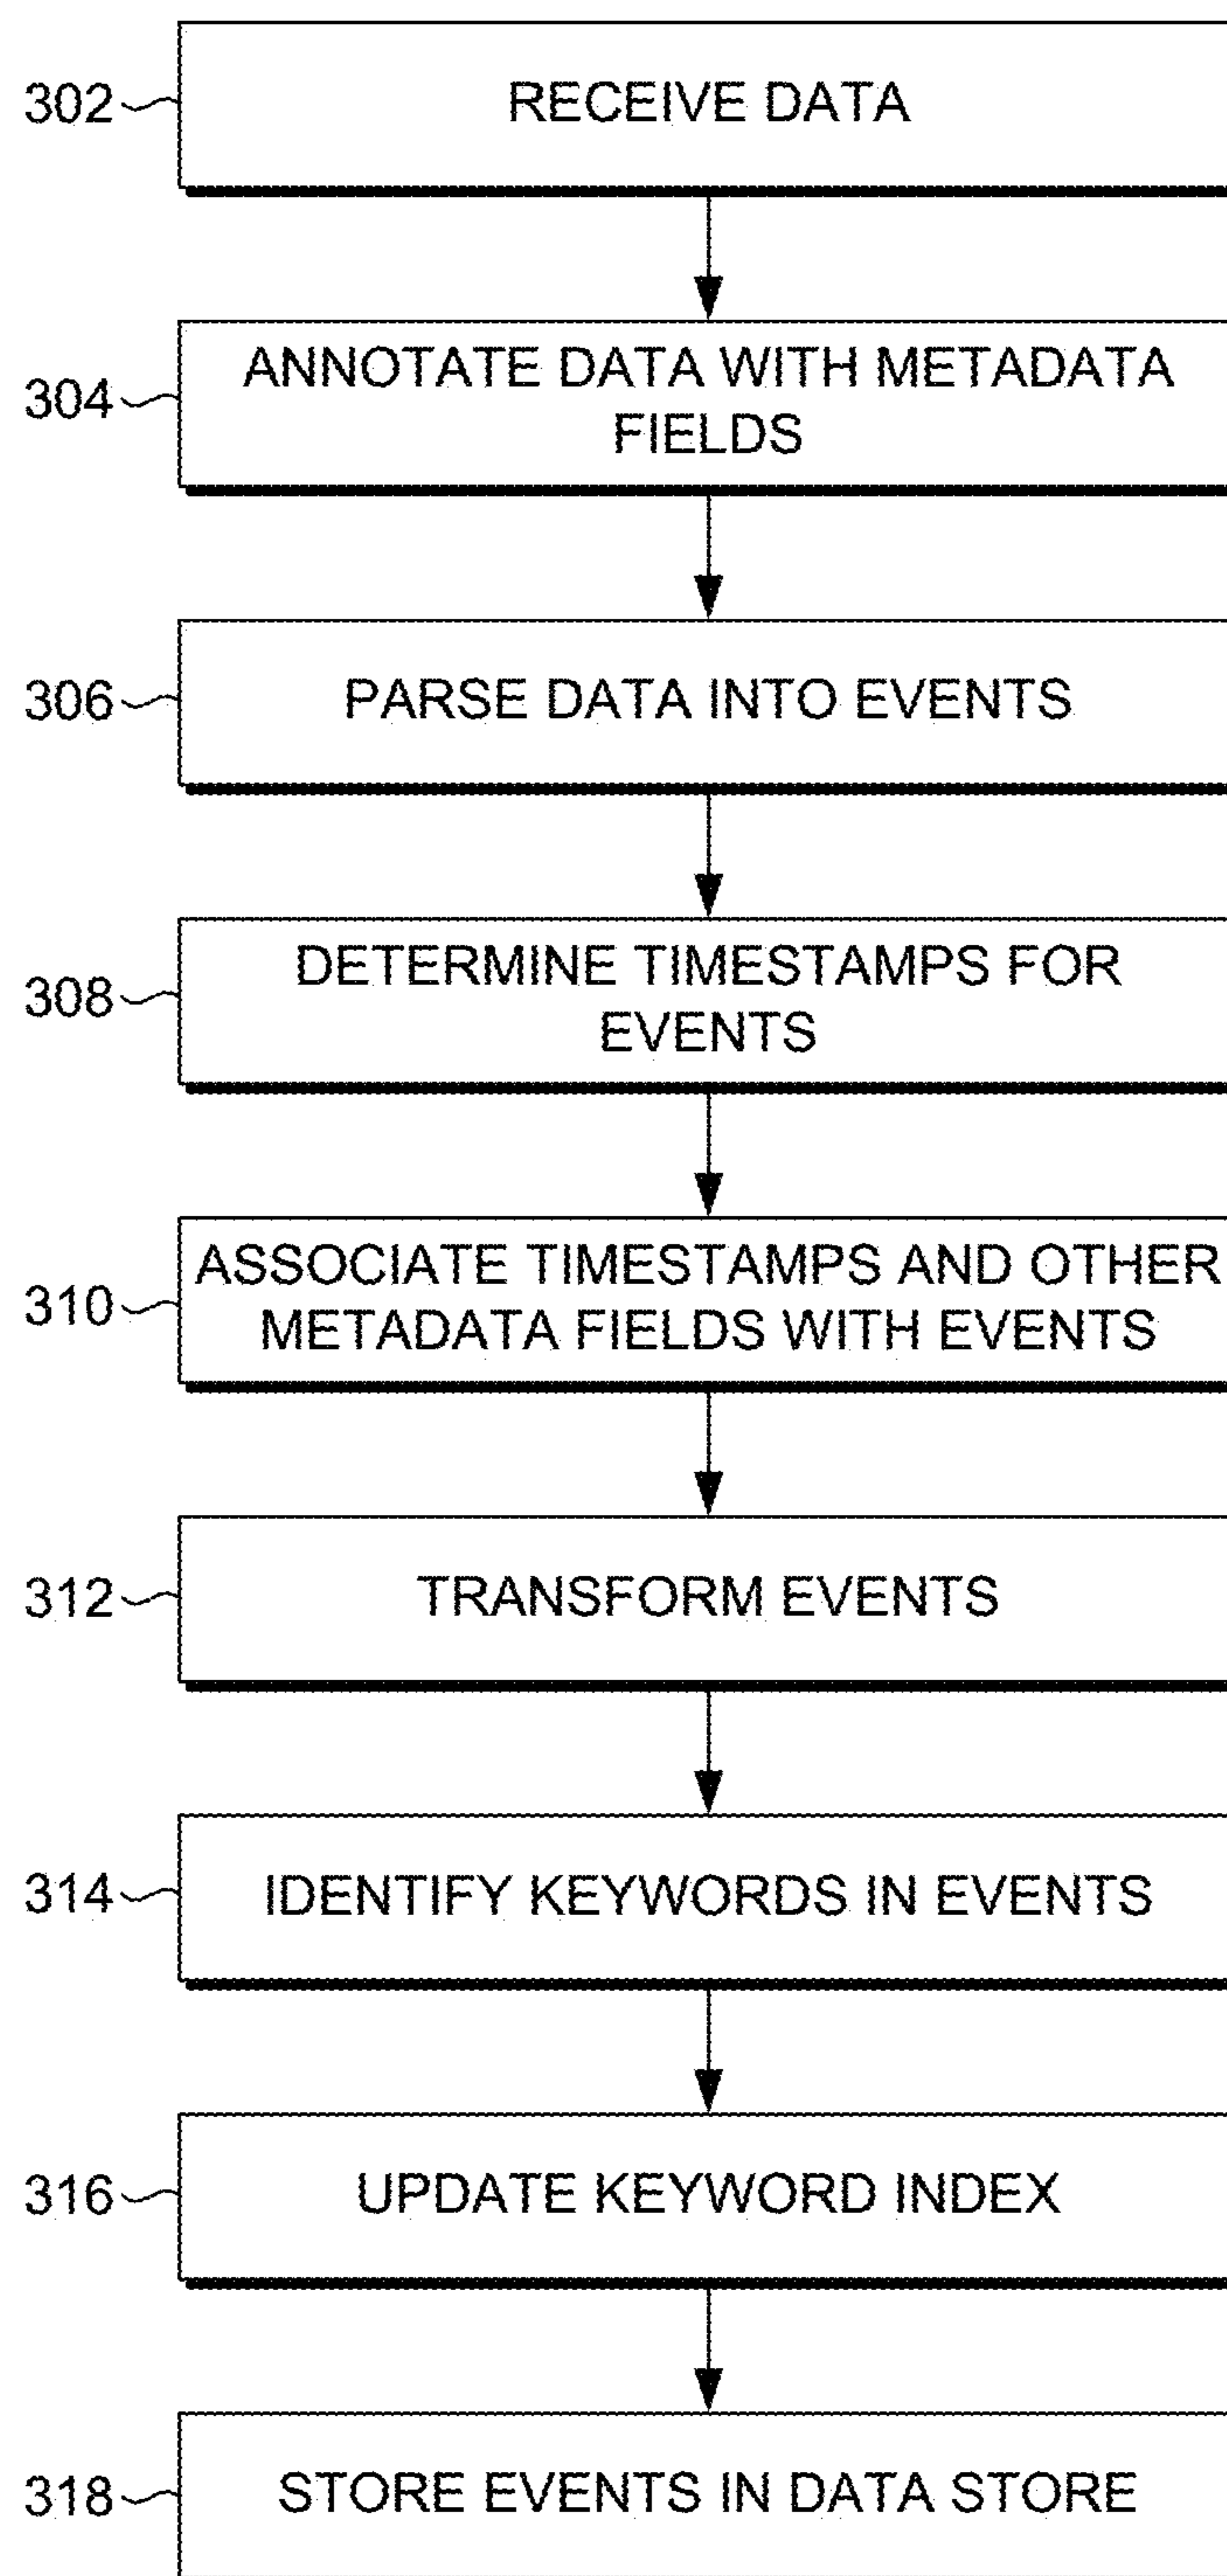 302
RECEIVE DATA
304
ANNOTATE DATA WITH METADATA
FIELDS
306
PARSE DATA INTO EVENTS
308
DETERMINE TIMESTAMPS FOR
EVENTS
310
ASSOCIATE TIMESTAMPS AND OTHER
METADATA FIELDS WITH EVENTS
312
TRANSFORM EVENTS
314
IDENTIFY KEYWORDS IN EVENTS
316
UPDATE KEYWORD INDEX
318
STORE EVENTS IN DATA STORE